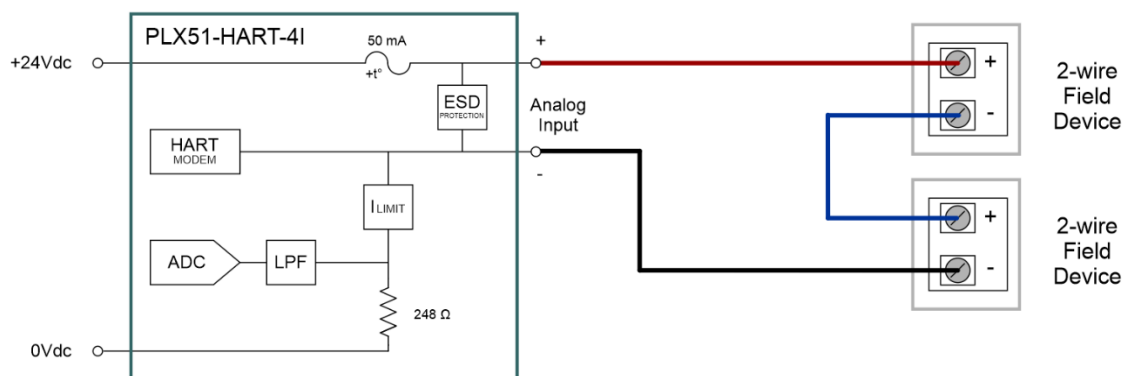 PLX51-HART-4I
50 mA
+t°
+24Vdc
+
ESD
PROTECTION
Analog
Input
-
HART
MODEM
I LIMIT
ADC
LPF
248 Ω
0Vdc
+
-
2-wire
Field
Device
+
-
2-wire
Field
Device